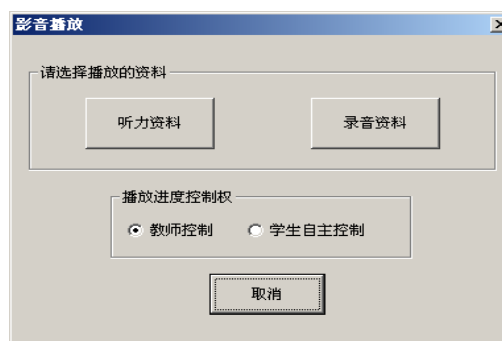 影音播放
请选择播放的资料
听力资料 录音资料
播放进度控制权
教师控制 学生自主控制
取消